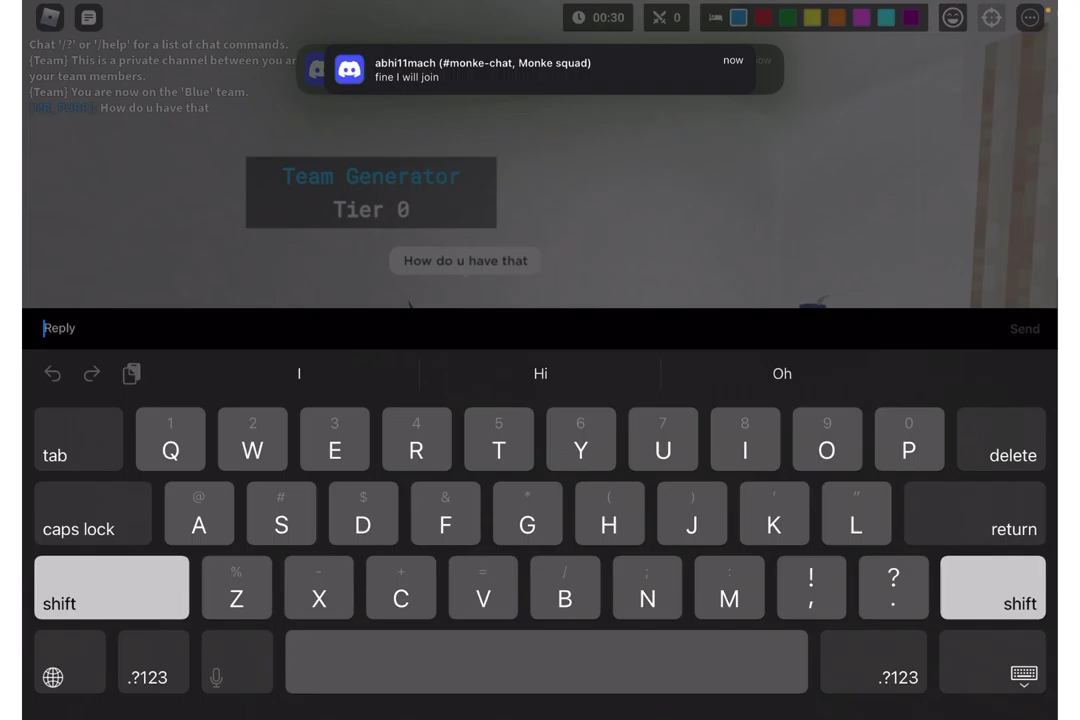 00:30
0
Chat '/?' or '/help' for a list of chat commands.
{Team} This is a private channel between you an
your team members.
{Team} You are now on the 'Blue' team.
How do u have that
abhi11mach (#monke-chat, Monke squad)
now
fine I will join
Team Generator
Tier 0
How do u have that
Reply
Send
I Hi Oh
1 2 3 4 5 6 7 8 9 0
tab Q W E R T Y U I O P delete
@ # $ & * ( ) ' "
caps lock A S D F G H J K L return
% - + = / ; : ! ?
shift Z X C V B N M , . shift
.?123 .?123